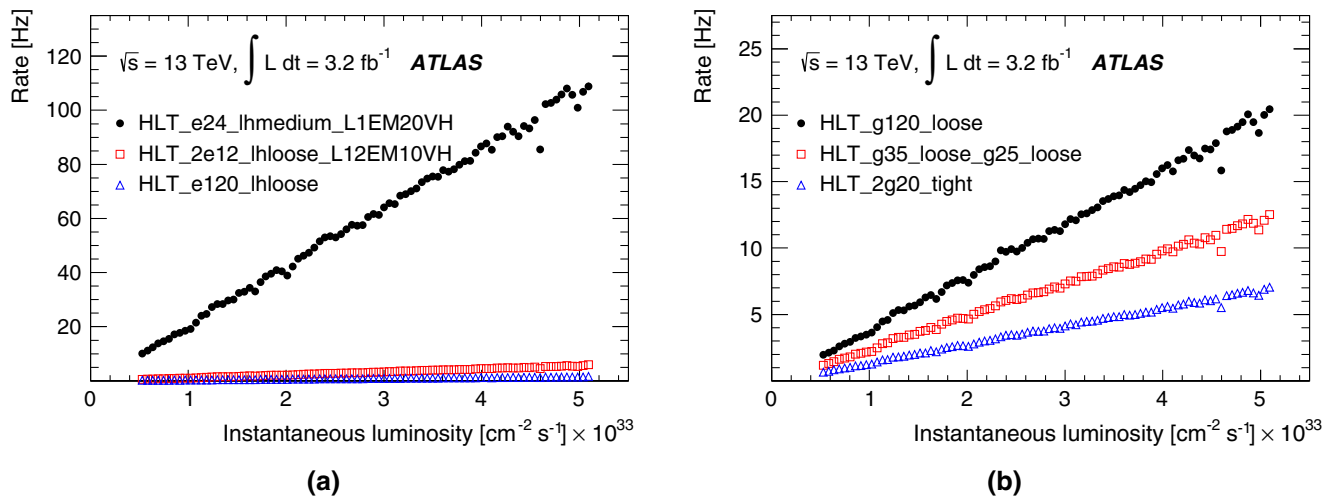 Rate [Hz]
120
100
80
60
40
20
√s = 13 TeV, ∫ L dt = 3.2 fb⁻¹ ATLAS
HLT_e24_lhmedium_L1EM20VH
HLT_2e12_lhloose_L12EM10VH
HLT_e120_lhloose
0 1 2 3 4 5
Instantaneous luminosity [cm⁻² s⁻¹] × 10³³
(a)
Rate [Hz]
25
20
15
10
5
√s = 13 TeV, ∫ L dt = 3.2 fb⁻¹ ATLAS
HLT_g120_loose
HLT_g35_loose_g25_loose
HLT_2g20_tight
0 1 2 3 4 5
Instantaneous luminosity [cm⁻² s⁻¹] × 10³³
(b)